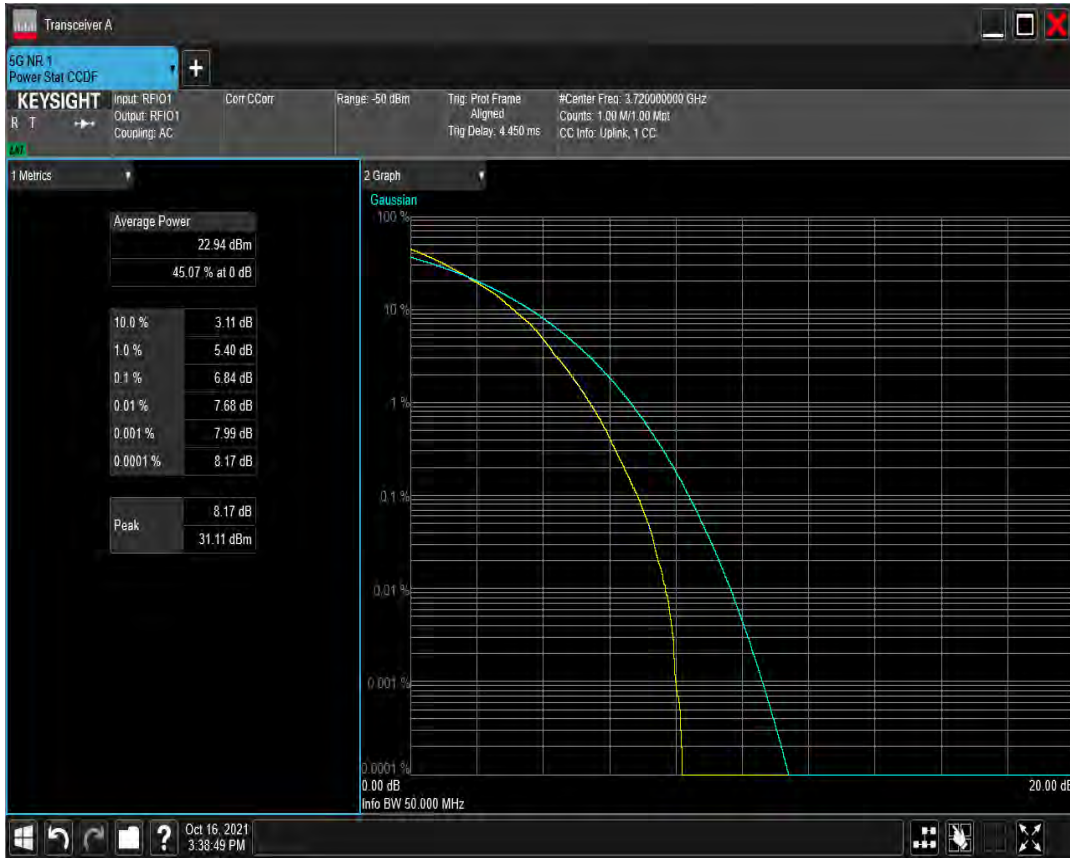 Transceiver A
5G NR 1
Power Stat CCDF
+
KEYSIGHT
R T
LXI
Input: RFIO1
Output: RFIO1
Coupling: AC
Corr CCorr
Range: -50 dBm
Trig: Prot Frame
Aligned
Trig Delay: 4.450 ms
#Center Freq: 3.720000000 GHz
Counts: 1.00 M/1.00 Mpt
CC Info: Uplink, 1 CC
1 Metrics
Average Power
22.94 dBm
45.07 % at 0 dB
10.0 % 3.11 dB
1.0 % 5.40 dB
0.1 % 6.84 dB
0.01 % 7.68 dB
0.001 % 7.99 dB
0.0001 % 8.17 dB
Peak
8.17 dB
31.11 dBm
2 Graph
Gaussian
100 %
10 %
1 %
0.1 %
0.01 %
0.001 %
0.0001 %
0.00 dB 20.00 dB
Info BW 50.000 MHz
?
Oct 16, 2021
3:38:49 PM